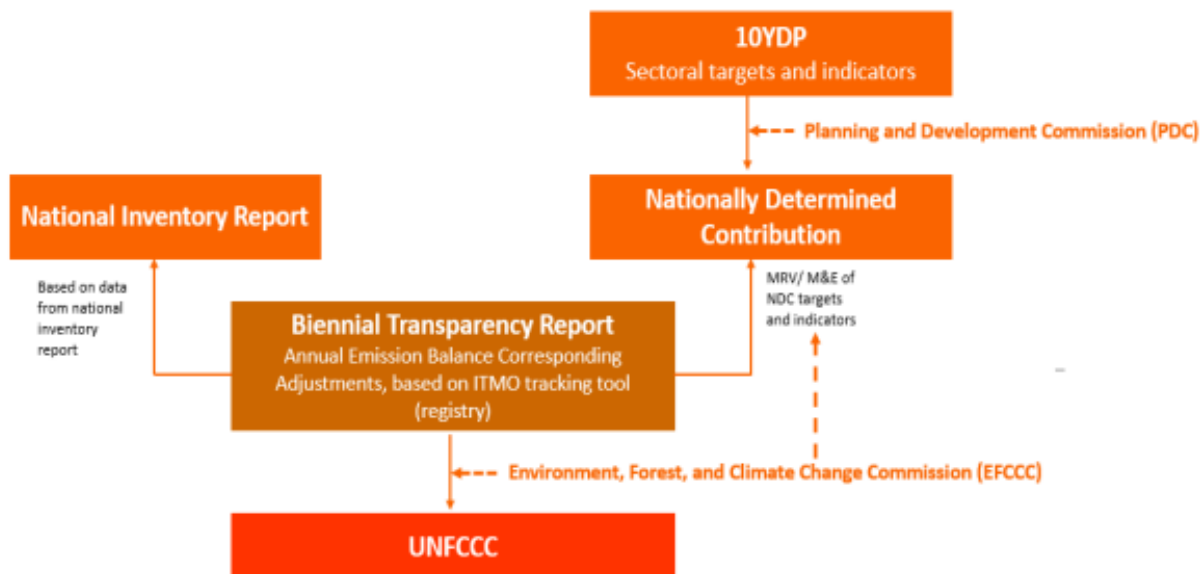 10YDP
Sectoral targets and indicators
Planning and Development Commission (PDC)
National Inventory Report
Nationally Determined
Contribution
Based on data
from national
inventory
report
MRV/ M&E of
NDC targets
and indicators
Biennial Transparency Report
Annual Emission Balance Corresponding
Adjustments, based on ITMO tracking tool
(registry)
Environment, Forest, and Climate Change Commission (EFCCC)
UNFCCC